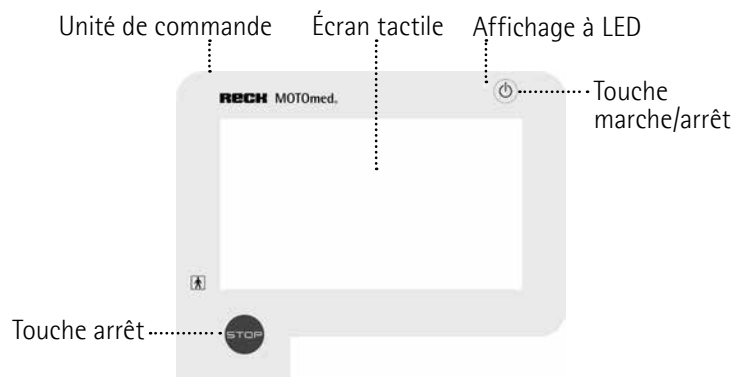 Unité de commande Écran tactile Affichage à LED
RECK MOTOmed®
Touche
marche/arrêt
Touche arrêt
STOP